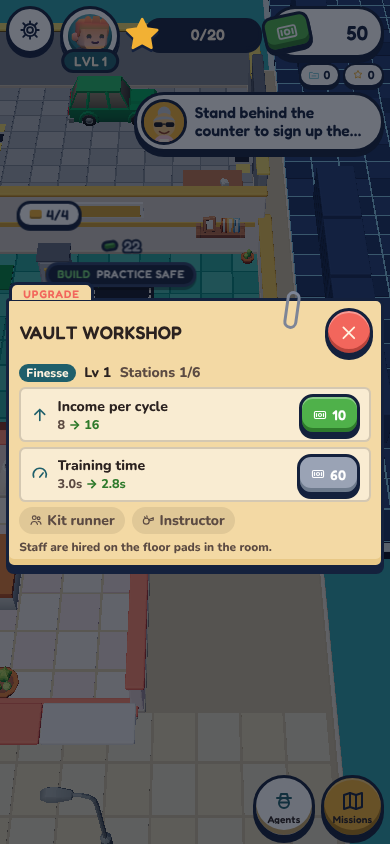 0/20
50
LVL 1
0
0
Stand behind the
counter to sign up the...
4/4
22
BUILD PRACTICE SAFE
UPGRADE
VAULT WORKSHOP
Finesse Lv 1 Stations 1/6
Income per cycle
8 → 16
10
Training time
3.0s → 2.8s
60
Kit runner
Instructor
Staff are hired on the floor pads in the room.
Agents
Missions